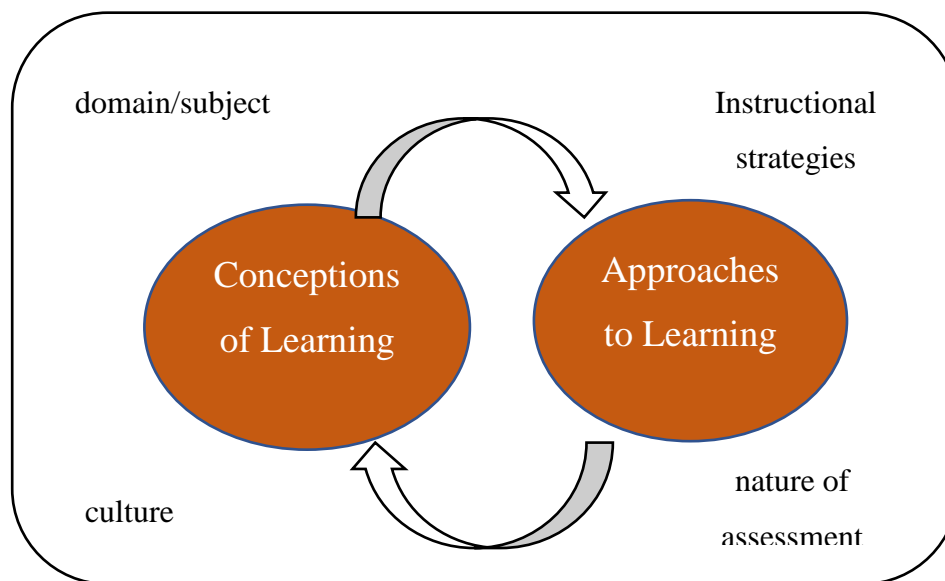 domain/subject
Instructional
strategies
Conceptions
of Learning
Approaches
to Learning
culture
nature of
assessment